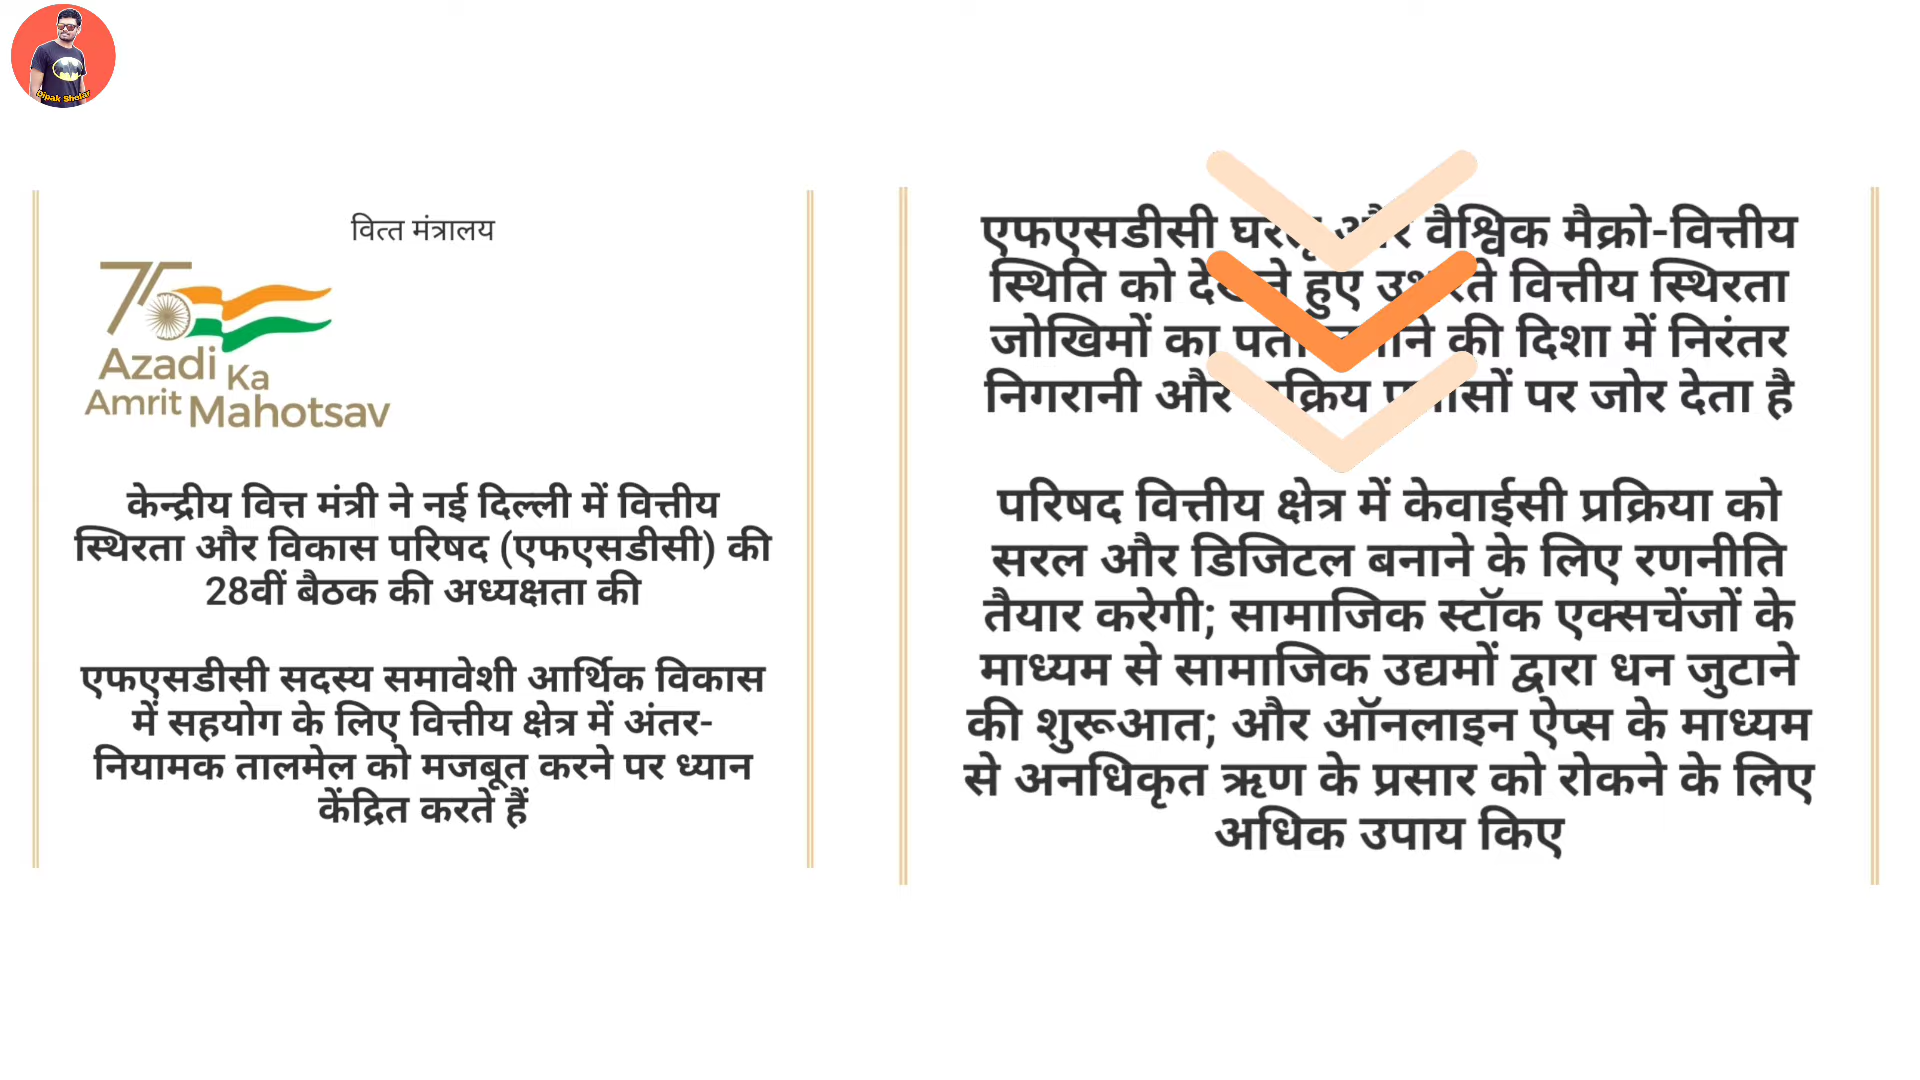 Dipak Shelar
वित्त मंत्रालय
75
Azadi Ka
Amrit Mahotsav
केन्द्रीय वित्त मंत्री ने नई दिल्ली में वित्तीय
स्थिरता और विकास परिषद (एफएसडीसी) की
28वीं बैठक की अध्यक्षता की
एफएसडीसी सदस्य समावेशी आर्थिक विकास
में सहयोग के लिए वित्तीय क्षेत्र में अंतर-
नियामक तालमेल को मजबूत करने पर ध्यान
केंद्रित करते हैं
एफएसडीसी घरेलू और वैश्विक मैक्रो-वित्तीय
स्थिति को देखते हुए उभरते वित्तीय स्थिरता
जोखिमों का पता लगाने की दिशा में निरंतर
निगरानी और सक्रिय प्रयासों पर जोर देता है
परिषद वित्तीय क्षेत्र में केवाईसी प्रक्रिया को
सरल और डिजिटल बनाने के लिए रणनीति
तैयार करेगी; सामाजिक स्टॉक एक्सचेंजों के
माध्यम से सामाजिक उद्यमों द्वारा धन जुटाने
की शुरूआत; और ऑनलाइन ऐप्स के माध्यम
से अनधिकृत ऋण के प्रसार को रोकने के लिए
अधिक उपाय किए